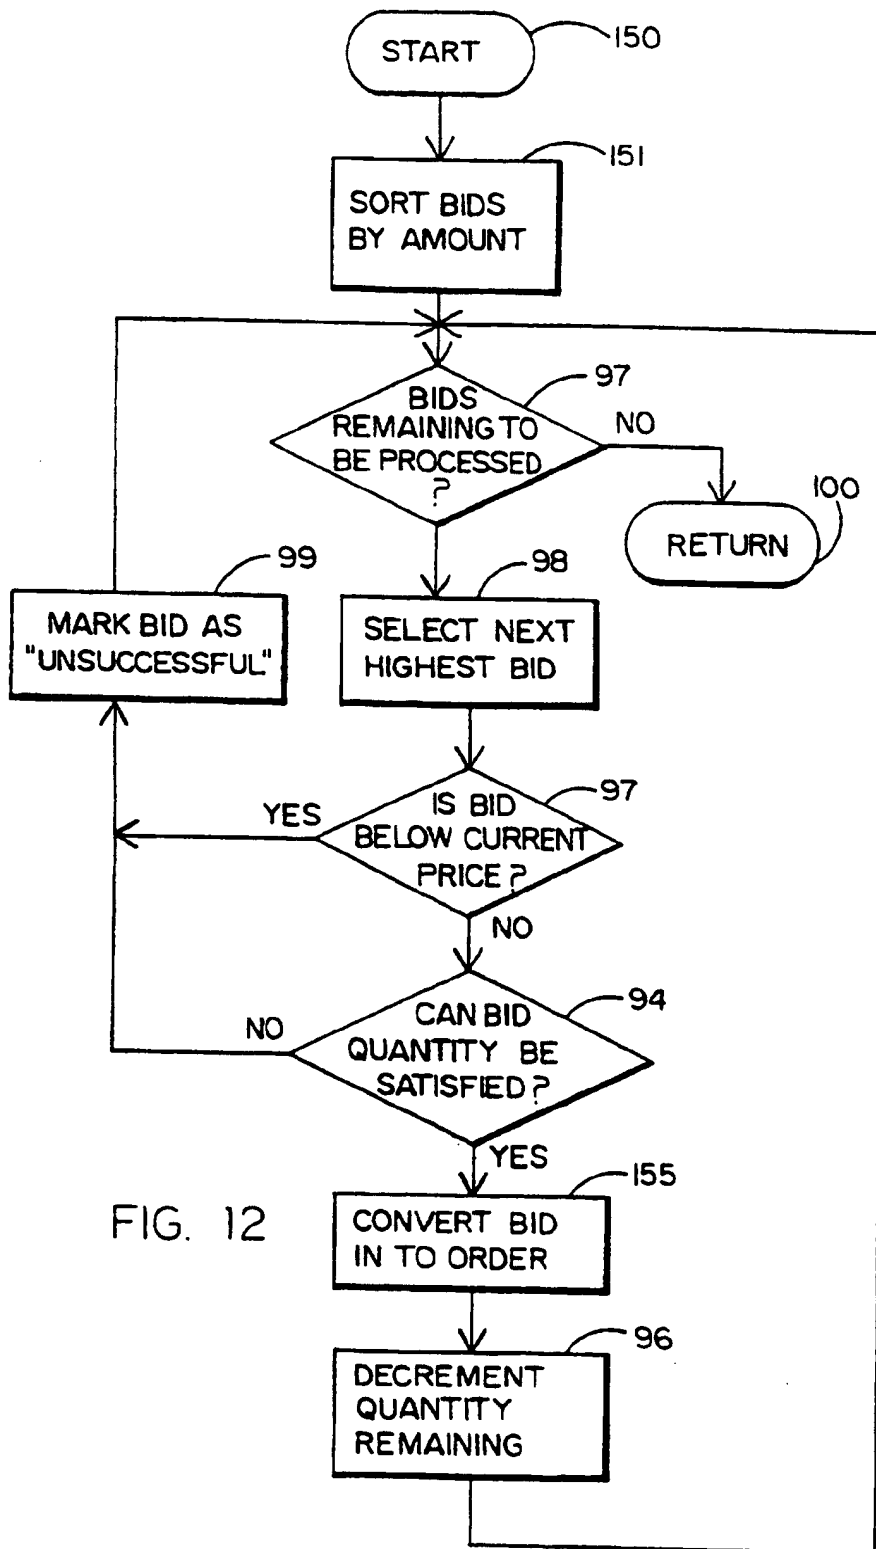 START
150
151
SORT BIDS
BY AMOUNT
97
BIDS
REMAINING TO
BE PROCESSED
?
NO
100
RETURN
99
MARK BID AS
"UNSUCCESSFUL"
98
SELECT NEXT
HIGHEST BID
97
YES
IS BID
BELOW CURRENT
PRICE?
NO
94
NO
CAN BID
QUANTITY BE
SATISFIED?
YES
155
CONVERT BID
IN TO ORDER
FIG. 12
96
DECREMENT
QUANTITY
REMAINING